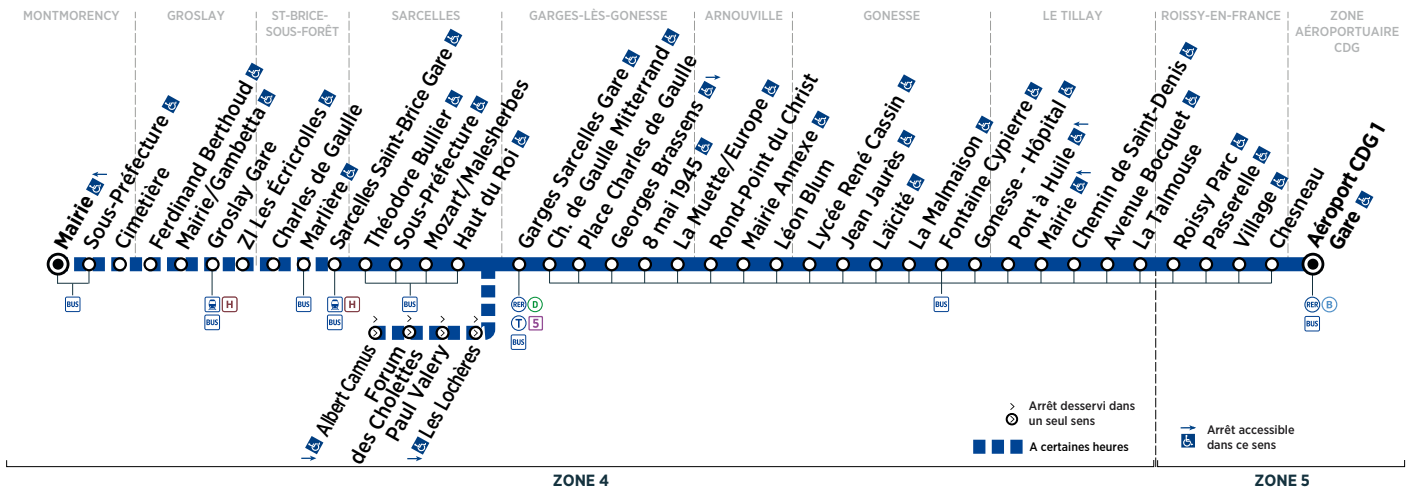 MONTMORENCY
GROSLAY
ST-BRICE-
SOUS-FORÊT
SARCELLES
GARGES-LÈS-GONESSE
ARNOUVILLE
GONESSE
LE TILLAY
ROISSY-EN-FRANCE
ZONE
AÉROPORTUAIRE
CDG
Mairie
Sous-Préfecture
Cimetière
Ferdinand Berthoud
Mairie/Gambetta
Groslay Gare
ZI Les Écricrolles
Charles de Gaulle
Marlière
Sarcelles Saint-Brice Gare
Théodore Bullier
Sous-Préfecture
Mozart/Malesherbes
Haut du Roi
Garges Sarcelles Gare
Ch. de Gaulle Mitterrand
Place Charles de Gaulle
Georges Brassens
8 mai 1945
La Muette/Europe
Rond-Point du Christ
Mairie Annexe
Léon Blum
Lycée René Cassin
Jean Jaurès
Laïcité
La Malmaison
Fontaine Cypierre
Gonesse - Hôpital
Pont à Huile
Mairie
Chemin de Saint-Denis
Avenue Bocquet
La Talmouse
Roissy Parc
Passerelle
Village
Chesneau
Aéroport CDG 1
Gare
BUS
H
BUS
BUS
H
BUS
BUS
RER D
T 5
BUS
BUS
RER B
BUS
Albert Camus
Forum
des Cholettes
Paul Valery
Les Lochères
Arrêt desservi dans
un seul sens
A certaines heures
Arrêt accessible
dans ce sens
ZONE 4
ZONE 5